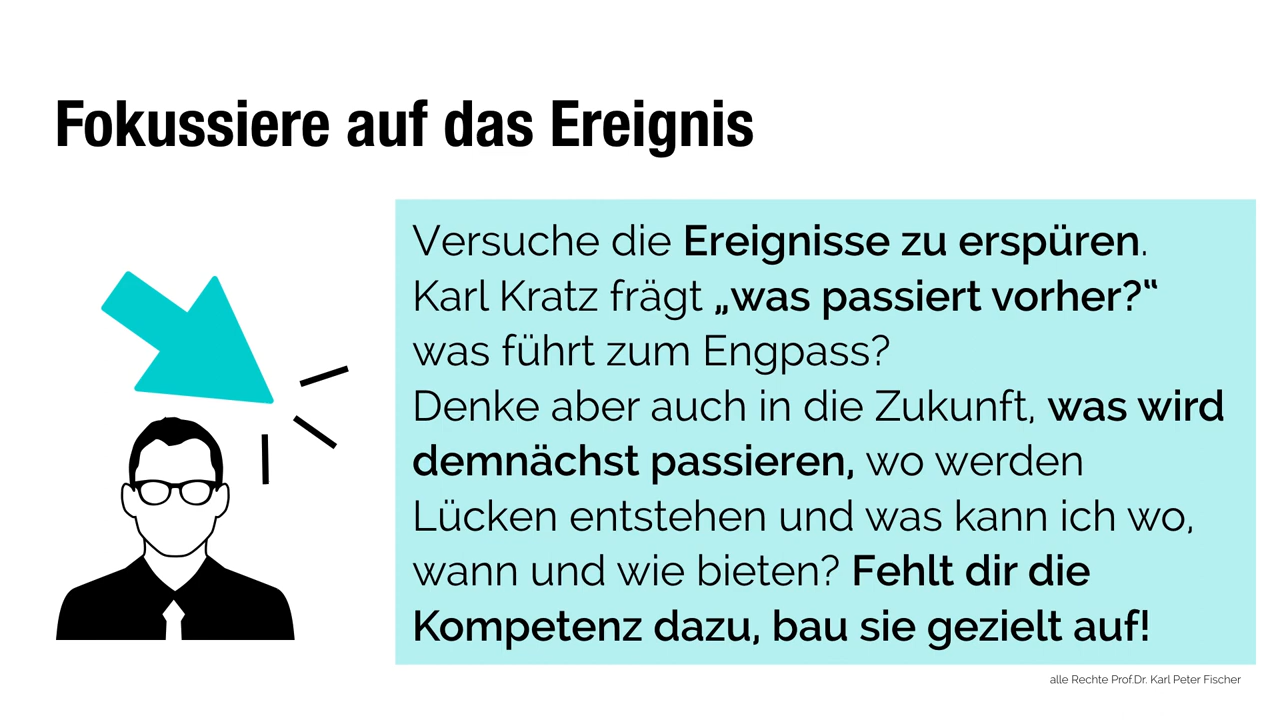 Fokussiere auf das Ereignis
Versuche die Ereignisse zu erspüren.
Karl Kratz frägt „was passiert vorher?“
was führt zum Engpass?
Denke aber auch in die Zukunft, was wird
demnächst passieren, wo werden
Lücken entstehen und was kann ich wo,
wann und wie bieten? Fehlt dir die
Kompetenz dazu, bau sie gezielt auf!
alle Rechte Prof.Dr. Karl Peter Fischer